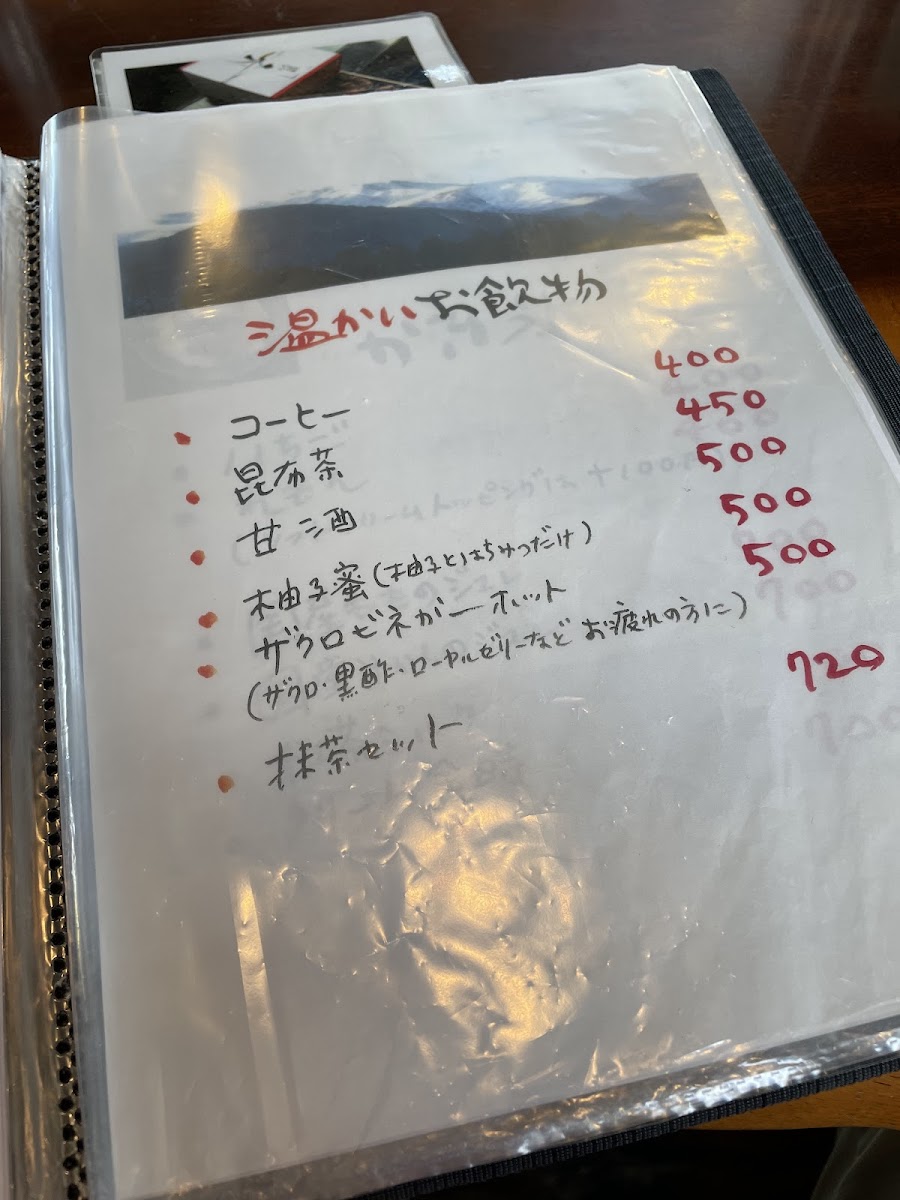 温かいお飲物
• コーヒー 400
• 昆布茶 450
• 甘酒 500
• 柚子蜜(柚子とはちみつだけ) 500
• ザクロビネガーホット 500
(ザクロ・黒酢・ローヤルゼリーなど お疲れの方に)
• 抹茶セット 720